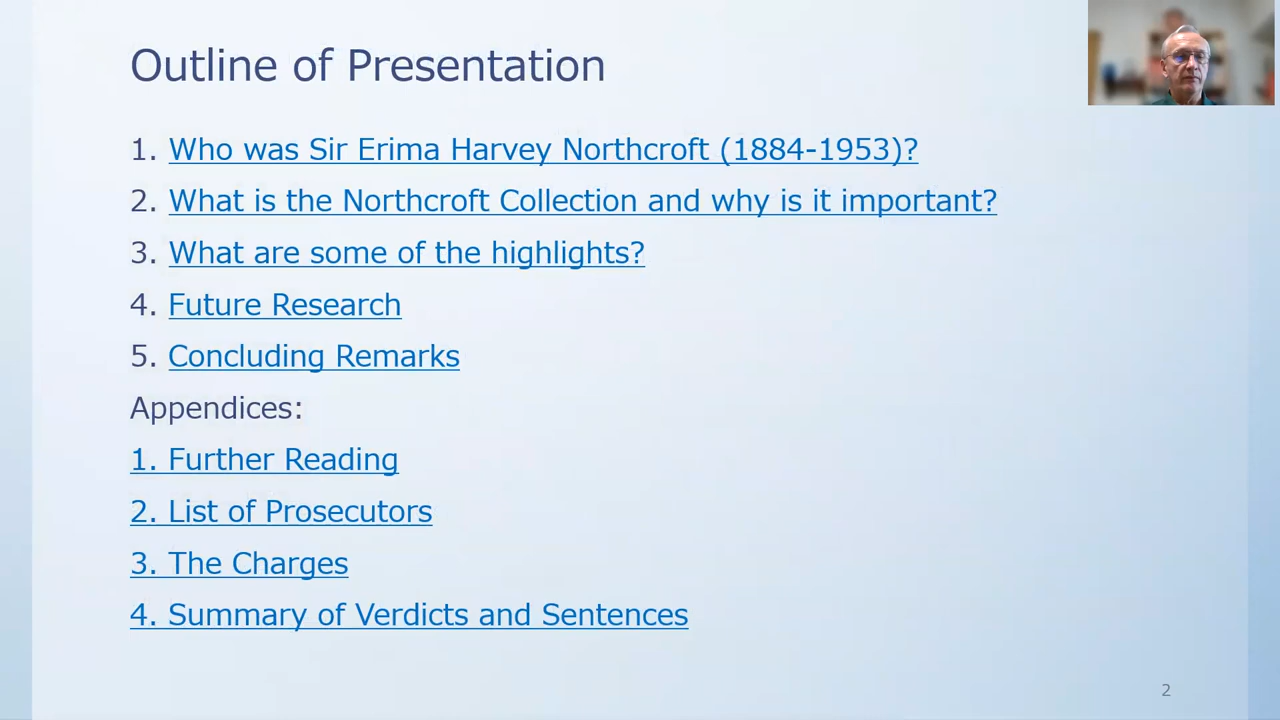 Outline of Presentation
1. Who was Sir Erima Harvey Northcroft (1884-1953)?
2. What is the Northcroft Collection and why is it important?
3. What are some of the highlights?
4. Future Research
5. Concluding Remarks
Appendices:
1. Further Reading
2. List of Prosecutors
3. The Charges
4. Summary of Verdicts and Sentences
2